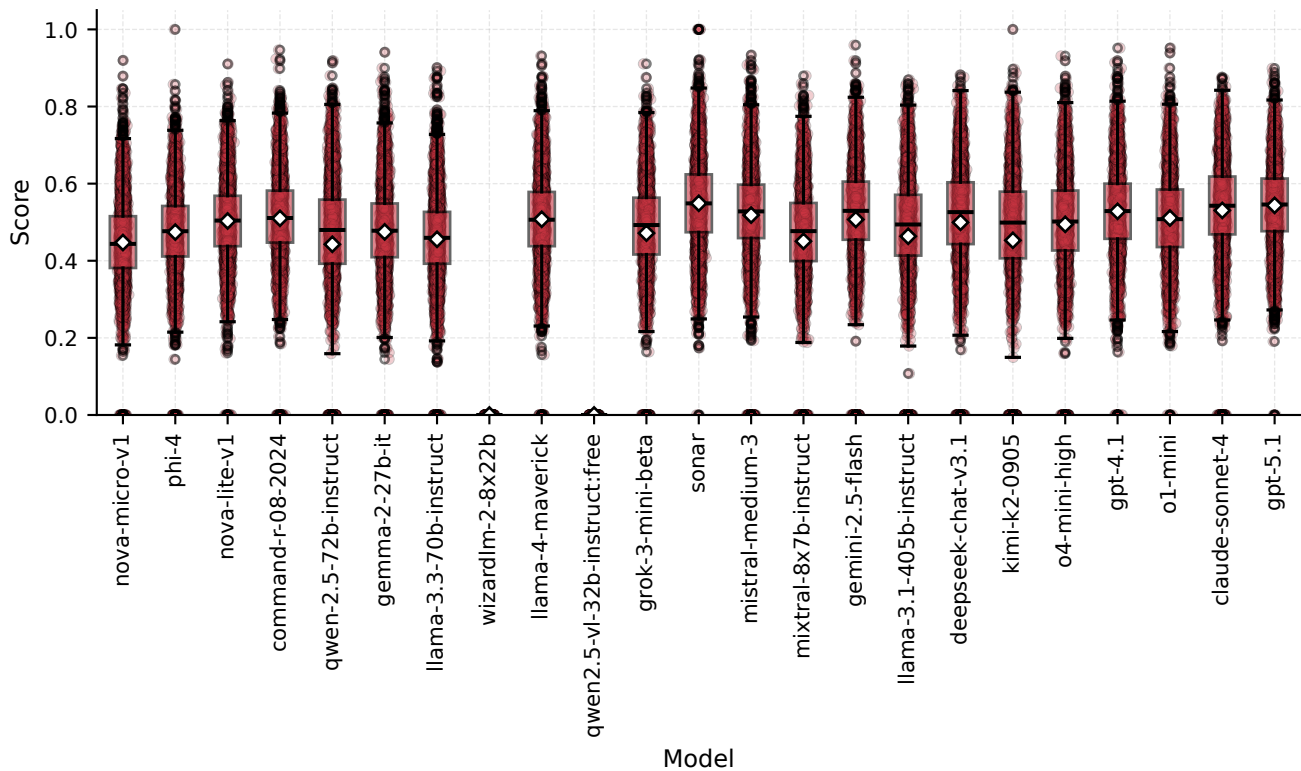 1.0
0.8
0.6
0.4
0.2
0.0
Score
nova-micro-v1
phi-4
nova-lite-v1
command-r-08-2024
qwen-2.5-72b-instruct
gemma-2-27b-it
llama-3.3-70b-instruct
wizardlm-2-8x22b
llama-4-maverick
qwen2.5-vl-32b-instruct:free
grok-3-mini-beta
sonar
mistral-medium-3
mixtral-8x7b-instruct
gemini-2.5-flash
llama-3.1-405b-instruct
deepseek-chat-v3.1
kimi-k2-0905
o4-mini-high
gpt-4.1
o1-mini
claude-sonnet-4
gpt-5.1
Model